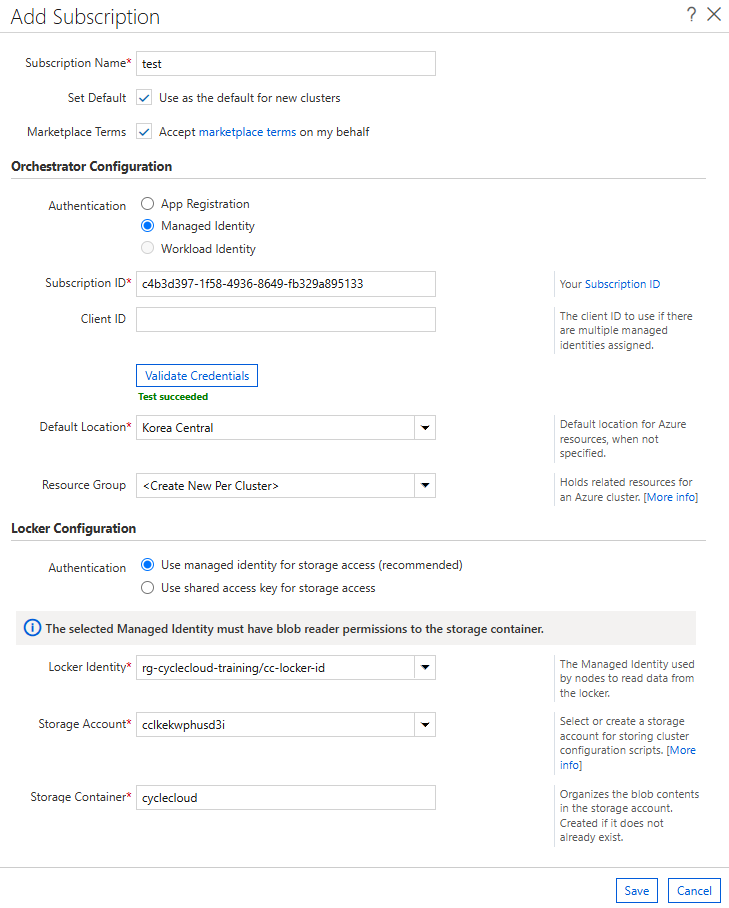 Add Subscription
?
Subscription Name* test
Set Default Use as the default for new clusters
Marketplace Terms Accept marketplace terms on my behalf
Orchestrator Configuration
Authentication App Registration
Managed Identity
Workload Identity
Subscription ID* c4b3d397-1f58-4936-8649-fb329a895133 Your Subscription ID
Client ID
The client ID to use if there
are multiple managed
identities assigned.
Validate Credentials
Test succeeded
Default Location* Korea Central
Default location for Azure
resources, when not
specified.
Resource Group <Create New Per Cluster>
Holds related resources for
an Azure cluster. [More info]
Locker Configuration
Authentication Use managed identity for storage access (recommended)
Use shared access key for storage access
The selected Managed Identity must have blob reader permissions to the storage container.
Locker Identity* rg-cyclecloud-training/cc-locker-id
The Managed Identity used
by nodes to read data from
the locker.
Storage Account* cclkekwphusd3i
Select or create a storage
account for storing cluster
configuration scripts. [More
info]
Storage Container* cyclecloud
Organizes the blob contents
in the storage account.
Created if it does not
already exist.
Save Cancel